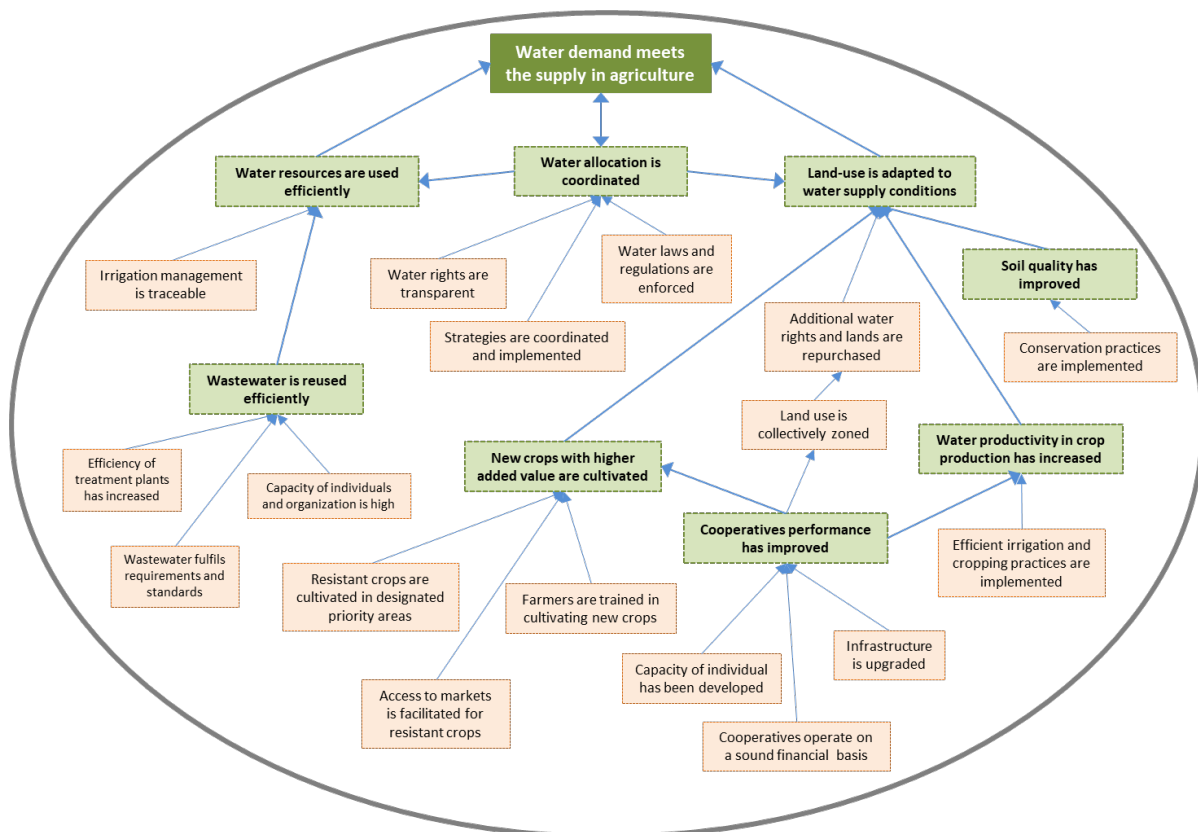 Water demand meets
the supply in agriculture
Water resources are used
efficiently
Water allocation is
coordinated
Land-use is adapted to
water supply conditions
Irrigation management
is traceable
Water rights are
transparent
Water laws and
regulations are
enforced
Soil quality has
improved
Strategies are coordinated
and implemented
Additional water
rights and lands are
repurchased
Conservation practices
are implemented
Wastewater is reused
efficiently
Land use is
collectively zoned
New crops with higher
added value are cultivated
Water productivity in crop
production has increased
Efficiency of
treatment plants
has increased
Capacity of individuals
and organization is high
Cooperatives performance
has improved
Wastewater fulfils
requirements and
standards
Resistant crops are
cultivated in designated
priority areas
Farmers are trained in
cultivating new crops
Efficient irrigation and
cropping practices are
implemented
Infrastructure
is upgraded
Capacity of individual
has been developed
Access to markets
is facilitated for
resistant crops
Cooperatives operate on
a sound financial basis